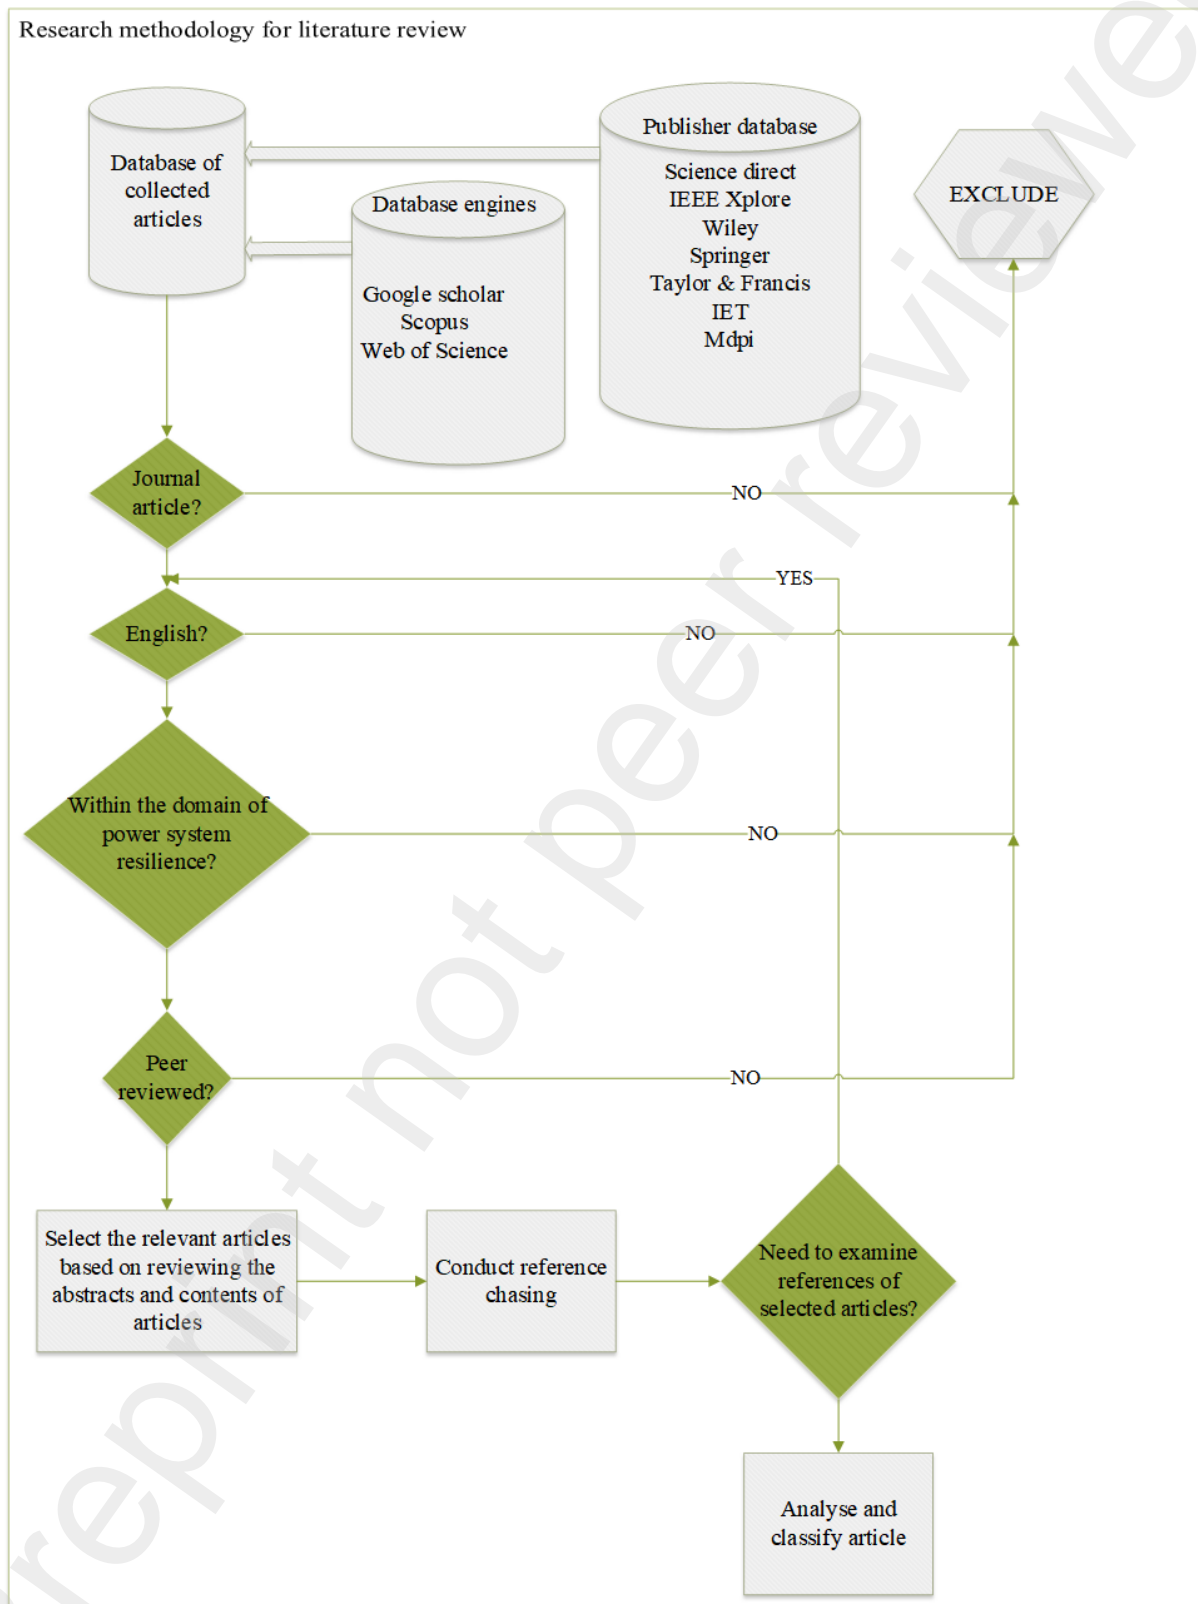 Research methodology for literature review
Database of
collected
articles
Publisher database
Science direct
IEEE Xplore
Wiley
Springer
Taylor & Francis
IET
Mdpi
Database engines
Google scholar
Scopus
Web of Science
EXCLUDE
Journal
article?
NO
YES
English?
NO
Within the domain of
power system
resilience?
NO
Peer
reviewed?
NO
Select the relevant articles
based on reviewing the
abstracts and contents of
articles
Conduct reference
chasing
Need to examine
references of
selected articles?
Analyse and
classify article
reprint not peer reviewe